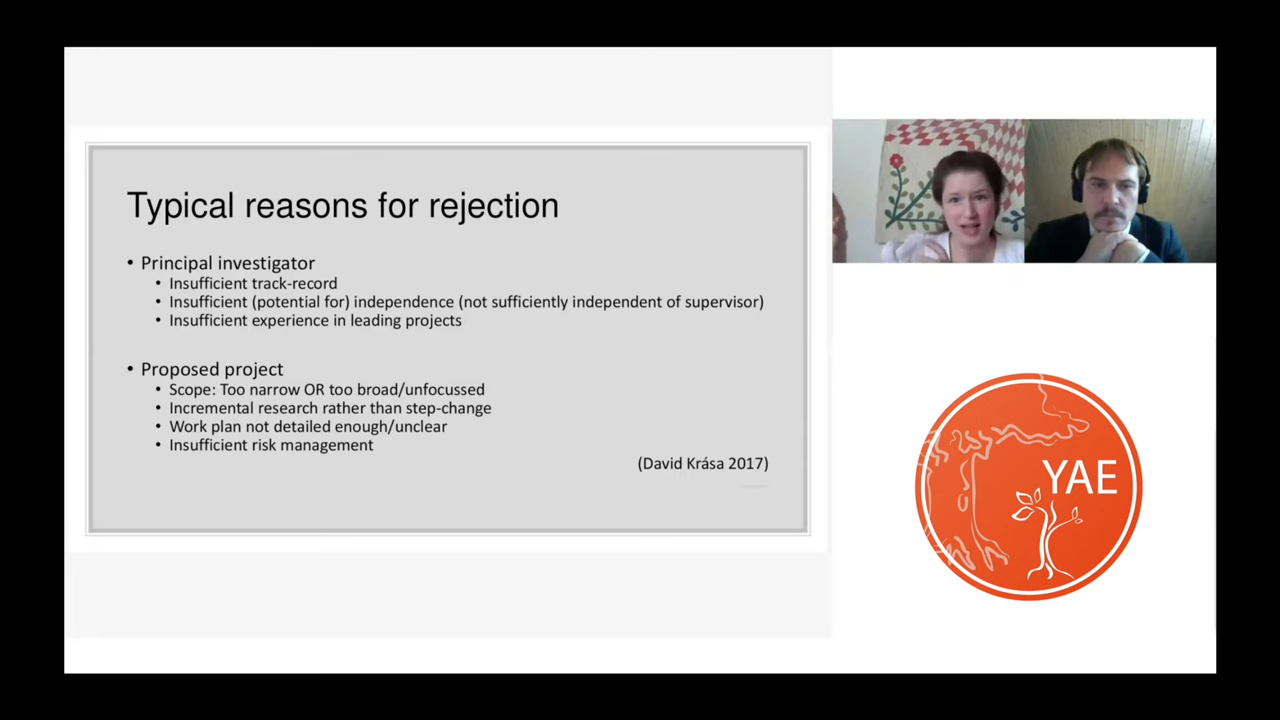 Typical reasons for rejection
• Principal investigator
• Insufficient track-record
• Insufficient (potential for) independence (not sufficiently independent of supervisor)
• Insufficient experience in leading projects
• Proposed project
• Scope: Too narrow OR too broad/unfocussed
• Incremental research rather than step-change
• Work plan not detailed enough/unclear
• Insufficient risk management
(David Krása 2017)
YAE